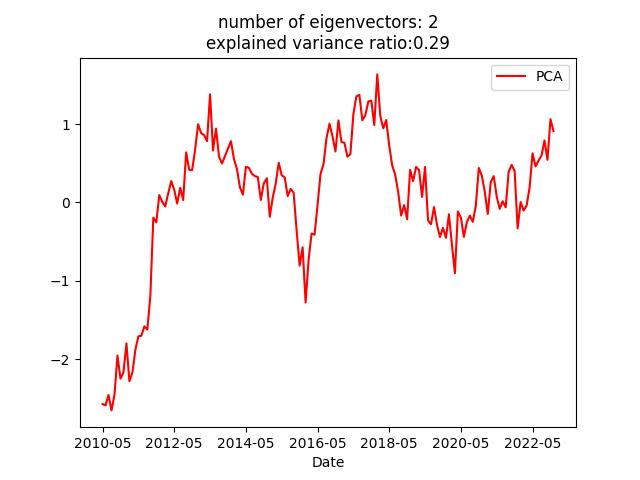 number of eigenvectors: 2
explained variance ratio:0.29
PCA
1
0
−1
−2
2010-05 2012-05 2014-05 2016-05 2018-05 2020-05 2022-05
Date